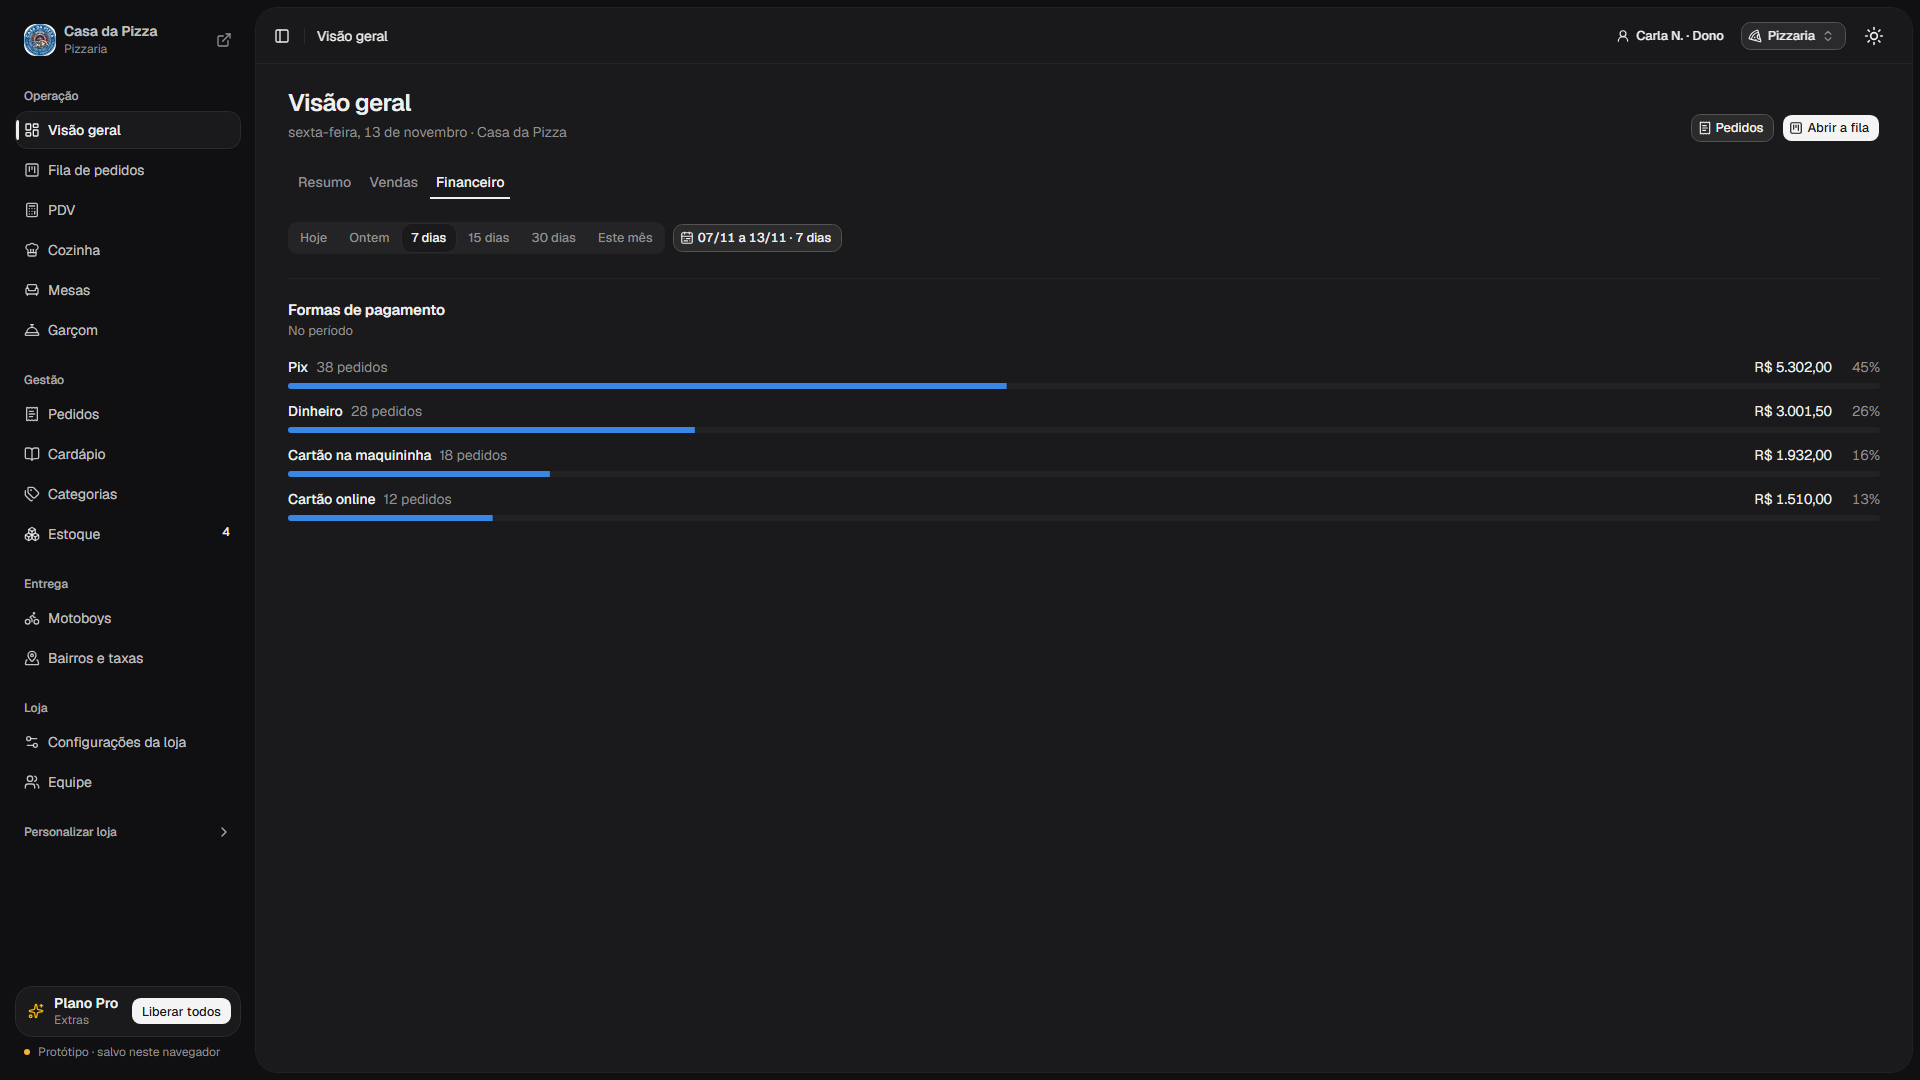 Casa da Pizza
Pizzaria
Operação
Visão geral
Fila de pedidos
PDV
Cozinha
Mesas
Garçom
Gestão
Pedidos
Cardápio
Categorias
Estoque 4
Entrega
Motoboys
Bairros e taxas
Loja
Configurações da loja
Equipe
Personalizar loja
Plano Pro
Extras
Liberar todos
Protótipo · salvo neste navegador
Visão geral
Carla N. · Dono
Pizzaria
Visão geral
sexta-feira, 13 de novembro · Casa da Pizza
Pedidos
Abrir a fila
Resumo Vendas Financeiro
Hoje Ontem 7 dias 15 dias 30 dias Este mês 07/11 a 13/11 · 7 dias
Formas de pagamento
No período
Pix 38 pedidos R$ 5.302,00 45%
Dinheiro 28 pedidos R$ 3.001,50 26%
Cartão na maquininha 18 pedidos R$ 1.932,00 16%
Cartão online 12 pedidos R$ 1.510,00 13%